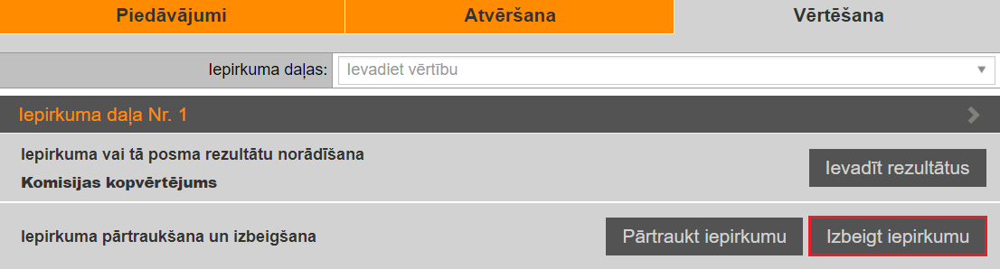 Piedāvājumi Atvēršana Vērtēšana
Iepirkuma daļas: Ievadiet vērtību
Iepirkuma daļa Nr. 1
Iepirkuma vai tā posma rezultātu norādīšana
Komisijas kopvērtējums
Ievadīt rezultātus
Iepirkuma pārtraukšana un izbeigšana Pārtraukt iepirkumu Izbeigt iepirkumu